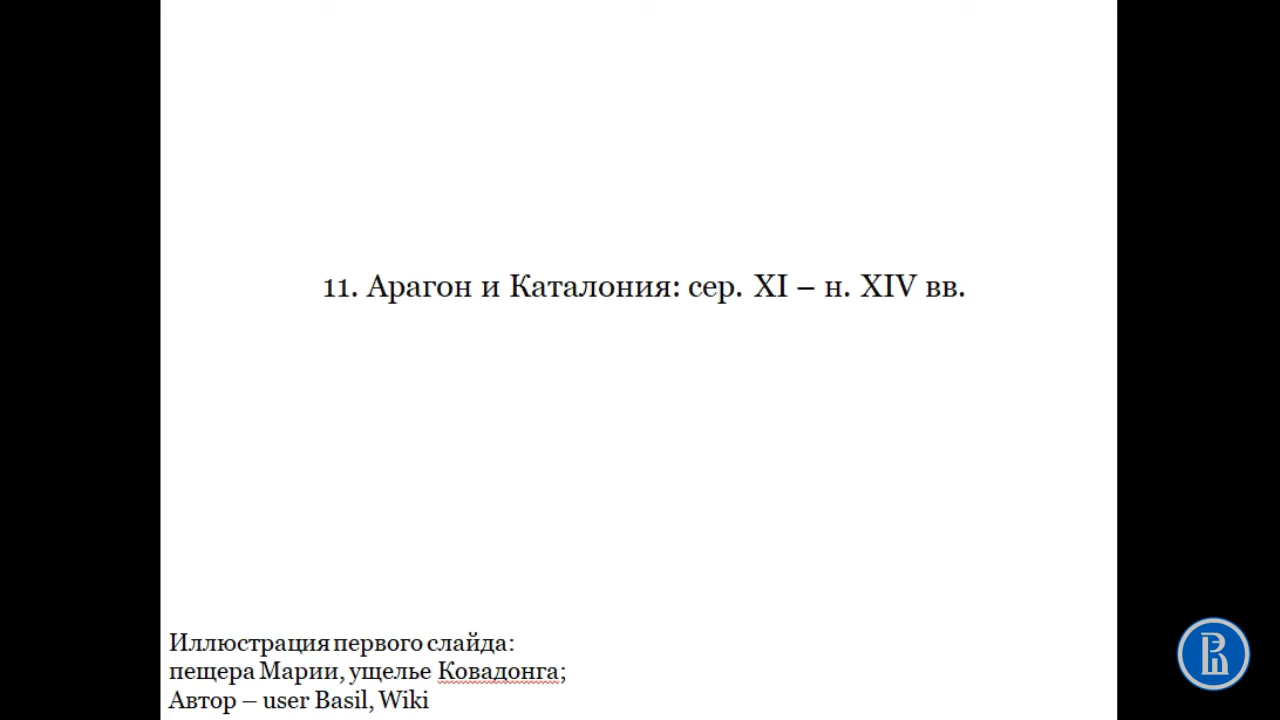 11. Арагон и Каталония: сер. XI – н. XIV вв.
Иллюстрация первого слайда:
пещера Марии, ущелье Ковадонга;
Автор – user Basil, Wiki